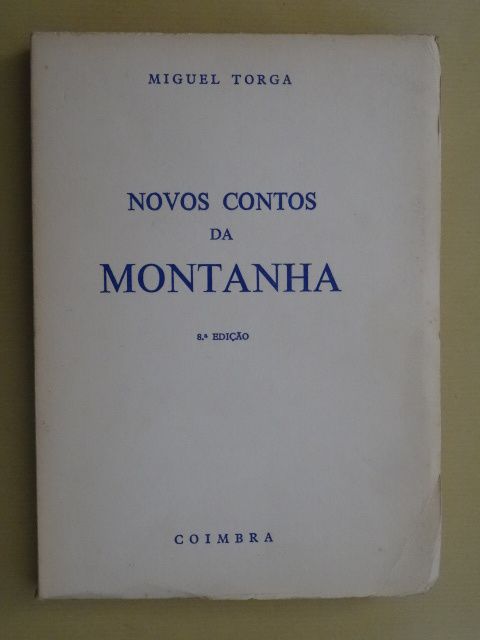 MIGUEL TORGA
NOVOS CONTOS
DA
MONTANHA
8.ª EDIÇÃO
COIMBRA